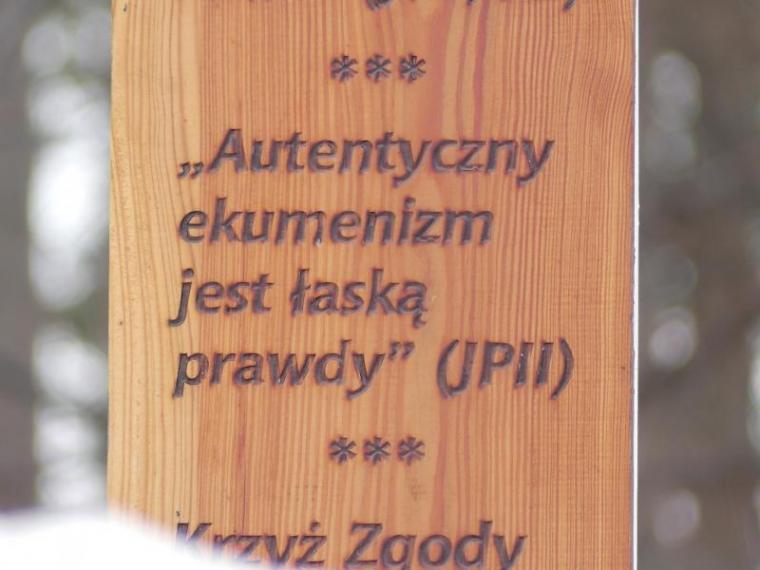 ***
„Autentyczny
ekumenizm
jest łaską
prawdy” (JPII)
***
Krzyż Zgody